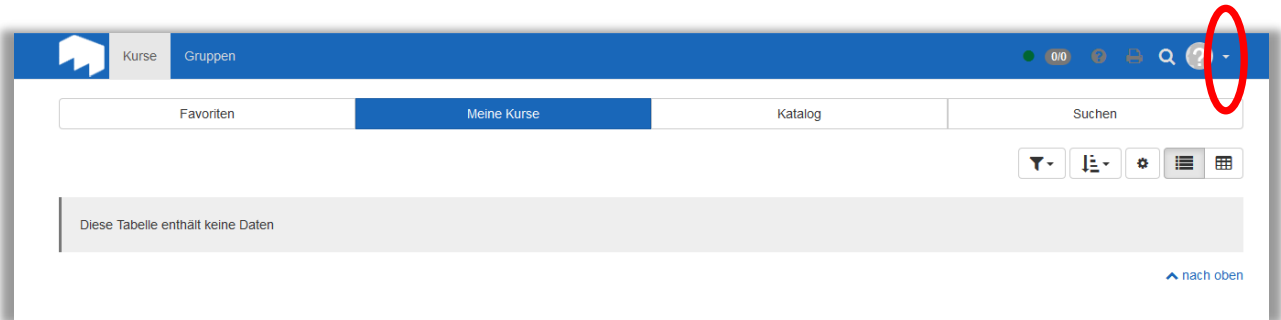 Kurse Gruppen 0/0
Favoriten Meine Kurse Katalog Suchen
Diese Tabelle enthält keine Daten
nach oben